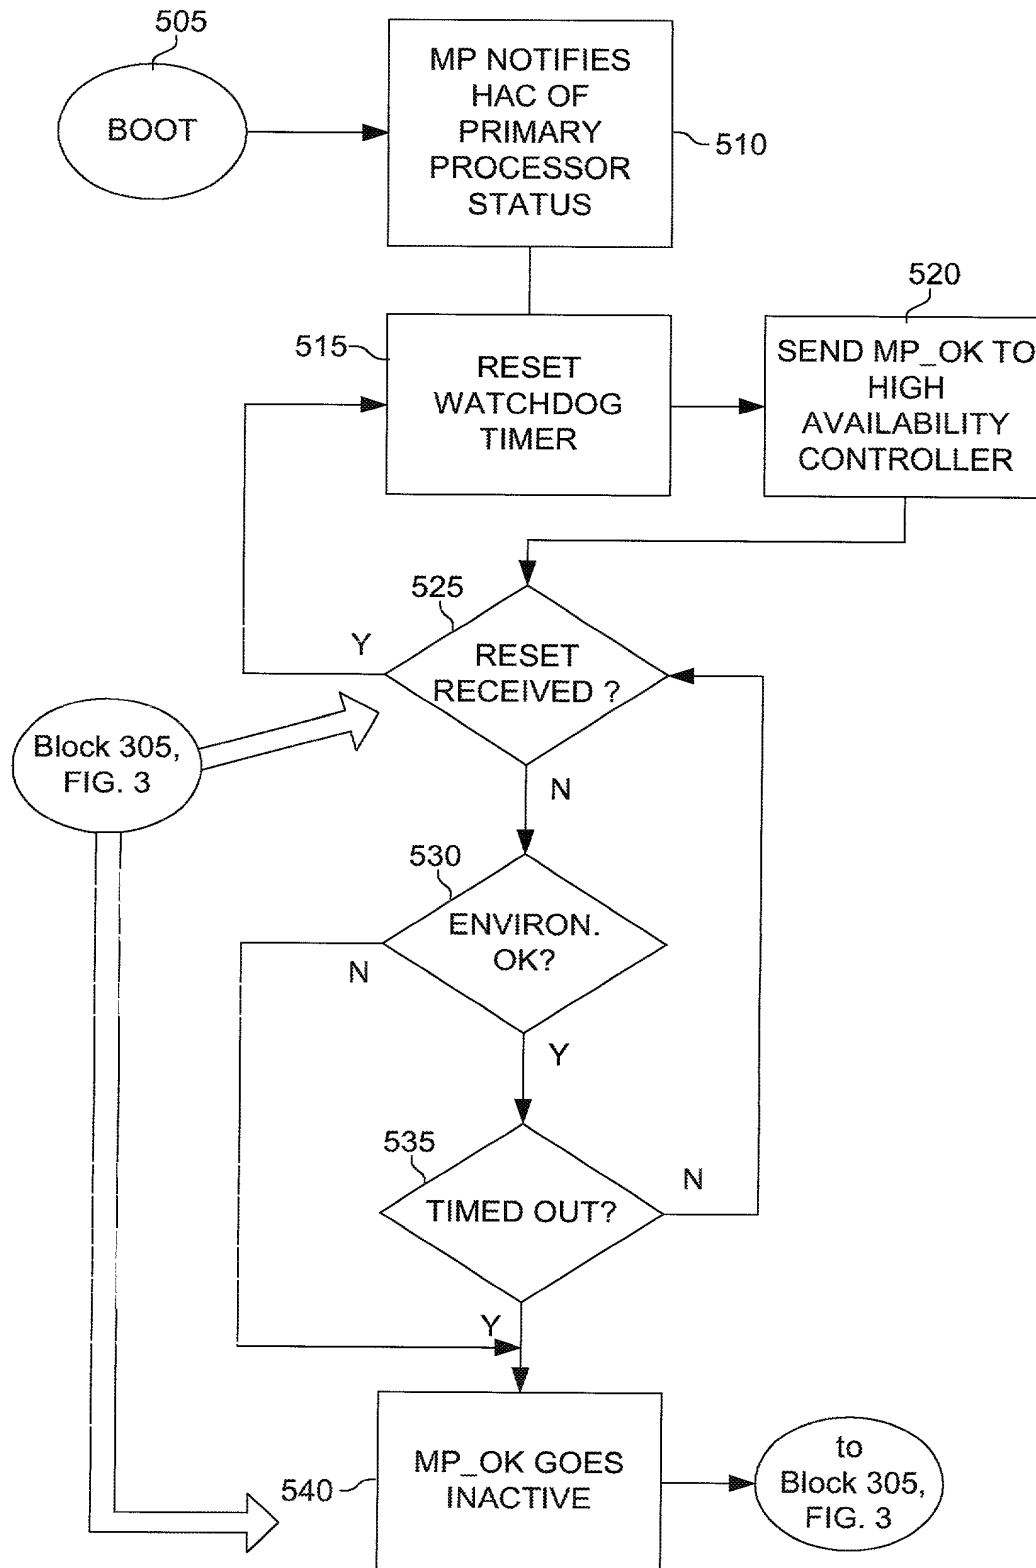 505
BOOT
MP NOTIFIES
HAC OF
PRIMARY
PROCESSOR
STATUS
510
515
RESET
WATCHDOG
TIMER
520
SEND MP_OK TO
HIGH
AVAILABILITY
CONTROLLER
525
Y
RESET
RECEIVED ?
N
Block 305,
FIG. 3
530
ENVIRON.
OK?
N
Y
535
TIMED OUT?
N
Y
540
MP_OK GOES
INACTIVE
to
Block 305,
FIG. 3